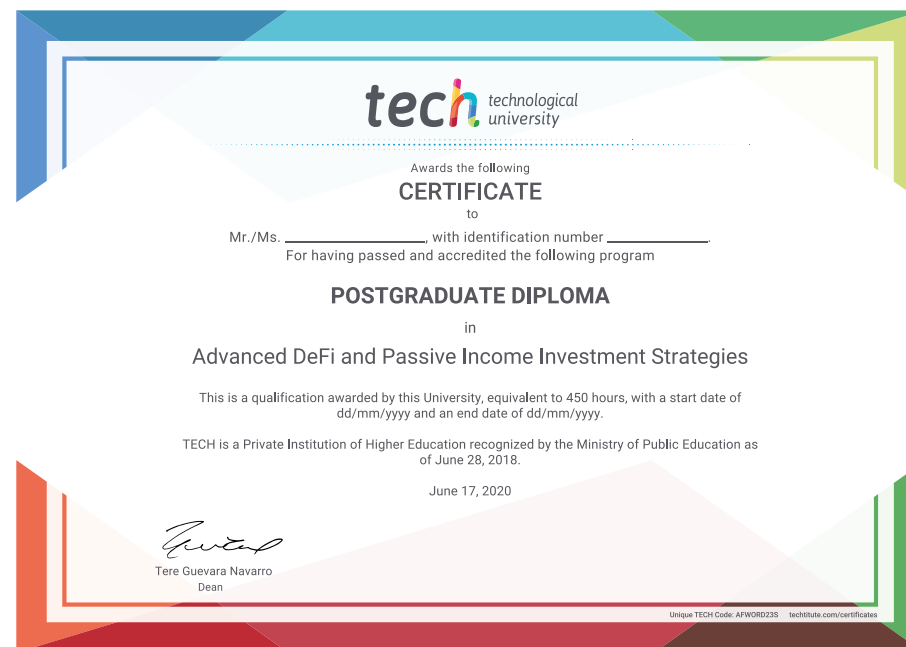 tech technological
university
Awards the following
CERTIFICATE
to
Mr./Ms. ____________________, with identification number ______________.
For having passed and accredited the following program
POSTGRADUATE DIPLOMA
in
Advanced DeFi and Passive Income Investment Strategies
This is a qualification awarded by this University, equivalent to 450 hours, with a start date of
dd/mm/yyyy and an end date of dd/mm/yyyy.
TECH is a Private Institution of Higher Education recognized by the Ministry of Public Education as
of June 28, 2018.
June 17, 2020
Tere Guevara Navarro
Dean
Unique TECH Code: AFWORD23S techtitute.com/certificates